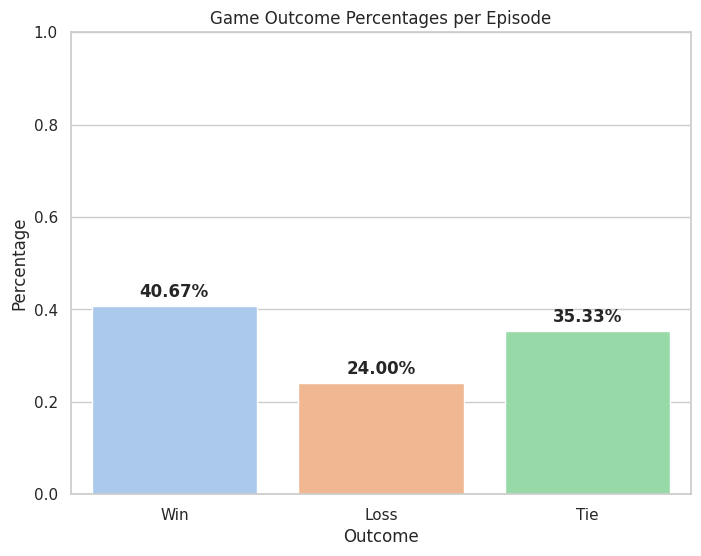 Game Outcome Percentages per Episode
1.0
0.8
0.6
0.4
0.2
0.0
Percentage
40.67%
24.00%
35.33%
Win
Loss
Tie
Outcome